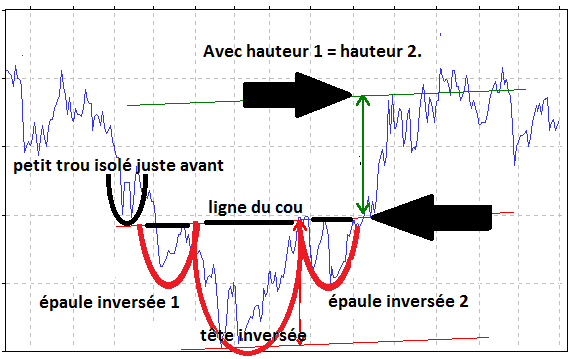 Avec hauteur 1 = hauteur 2.
petit trou isolé juste avant
ligne du cou
épaule inversée 1
épaule inversée 2
tête inversée